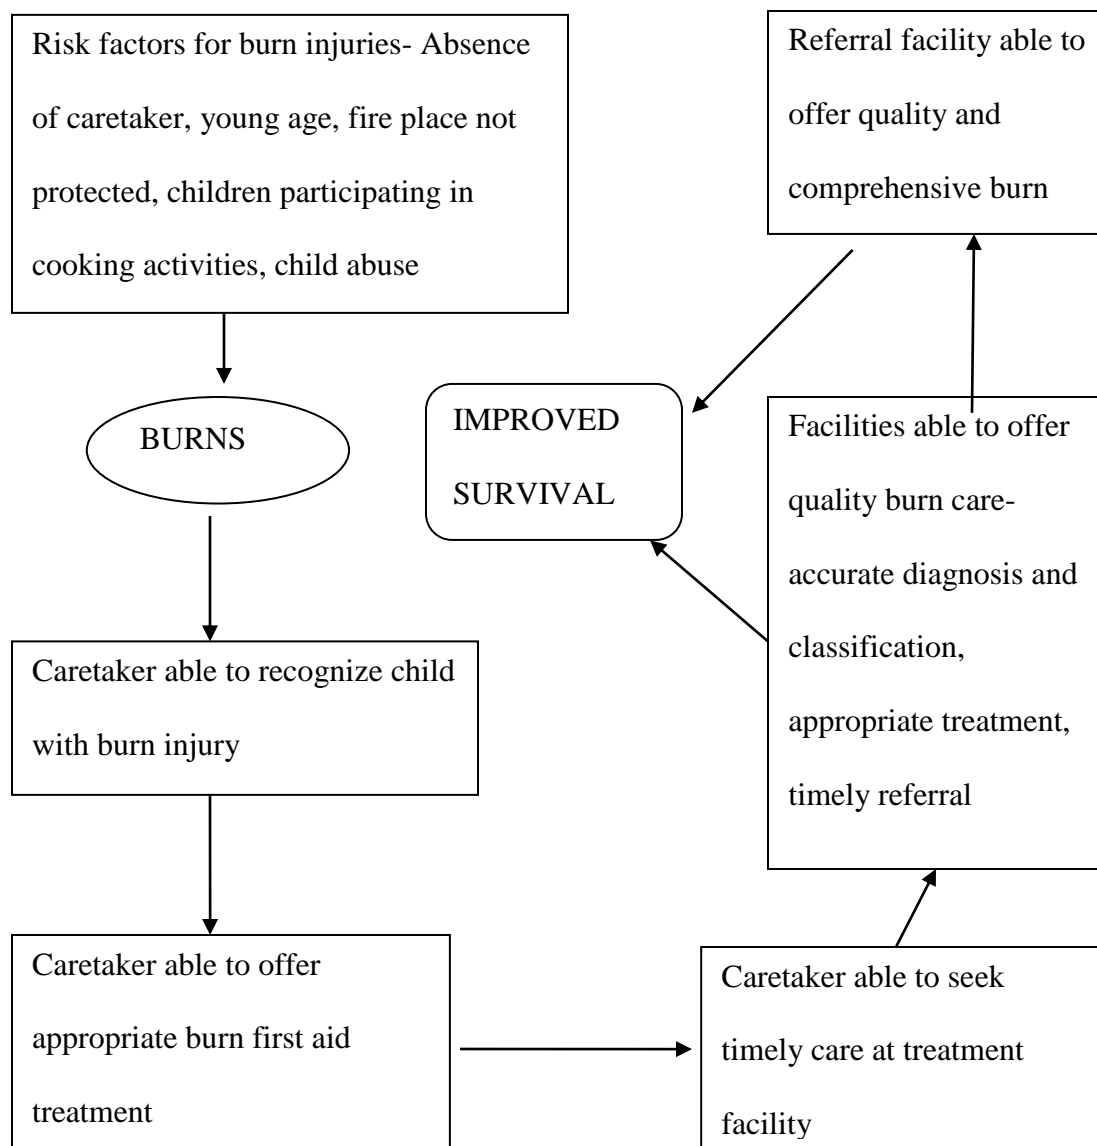 Risk factors for burn injuries- Absence
of caretaker, young age, fire place not
protected, children participating in
cooking activities, child abuse
BURNS
Caretaker able to recognize child
with burn injury
Caretaker able to offer
appropriate burn first aid
treatment
Caretaker able to seek
timely care at treatment
facility
Facilities able to offer
quality burn care-
accurate diagnosis and
classification,
appropriate treatment,
timely referral
Referral facility able to
offer quality and
comprehensive burn
IMPROVED
SURVIVAL